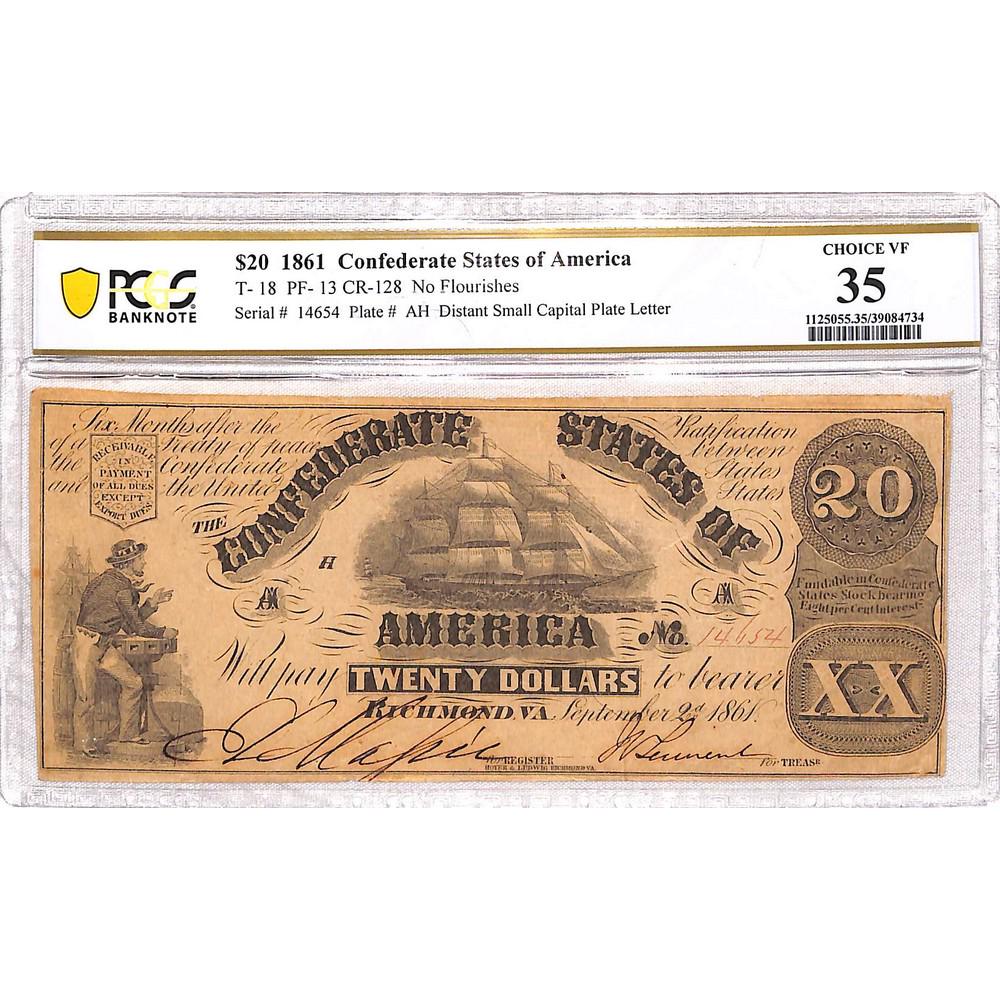 PCGS
BANKNOTE
$20 1861 Confederate States of America
T- 18 PF- 13 CR-128 No Flourishes
Serial # 14654 Plate # AH Distant Small Capital Plate Letter
CHOICE VF
35
1125055.35/39084734
Six Months after the Ratification
of a Treaty of peace between
the Confederate States
and the United States
RECEIVABLE
IN
PAYMENT
OF ALL DUES
EXCEPT
EXPORT DUES
THE CONFEDERATE STATES OF
AMERICA
H
A A
No. 14654
20
Fundable in Confederate
States Stock bearing
Eight per Cent Interest
Will pay TWENTY DOLLARS to bearer
XX
RICHMOND, VA September 2d 1861.
For REGISTER
For TREASR
HOYER & LUDWIG, RICHMOND VA.